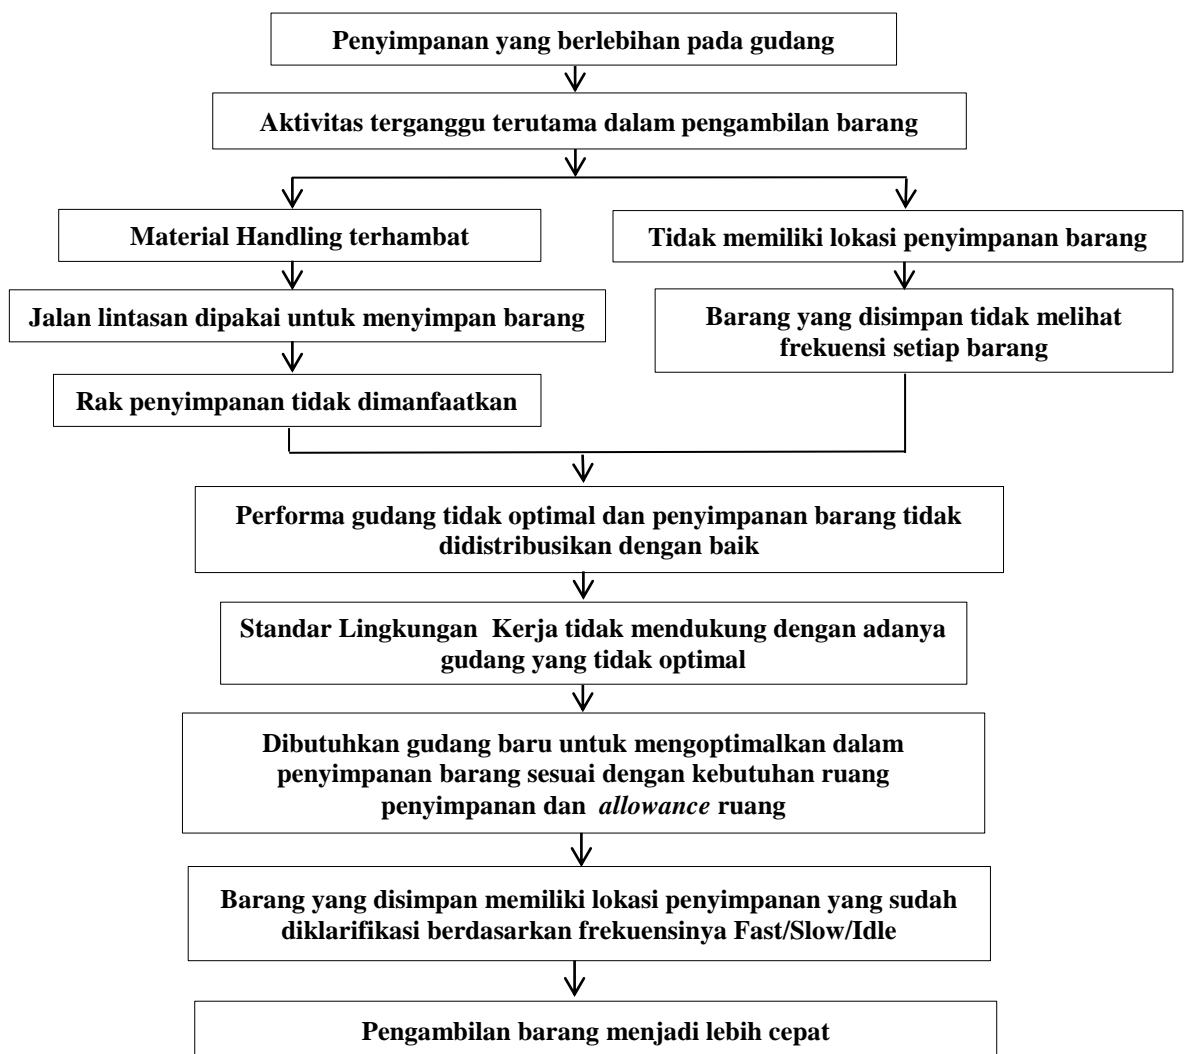 Penyimpanan yang berlebihan pada gudang
Aktivitas terganggu terutama dalam pengambilan barang
Material Handling terhambat
Jalan lintasan dipakai untuk menyimpan barang
Rak penyimpanan tidak dimanfaatkan
Tidak memiliki lokasi penyimpanan barang
Barang yang disimpan tidak melihat
frekuensi setiap barang
Performa gudang tidak optimal dan penyimpanan barang tidak
didistribusikan dengan baik
Standar Lingkungan Kerja tidak mendukung dengan adanya
gudang yang tidak optimal
Dibutuhkan gudang baru untuk mengoptimalkan dalam
penyimpanan barang sesuai dengan kebutuhan ruang
penyimpanan dan allowance ruang
Barang yang disimpan memiliki lokasi penyimpanan yang sudah
diklarifikasi berdasarkan frekuensinya Fast/Slow/Idle
Pengambilan barang menjadi lebih cepat